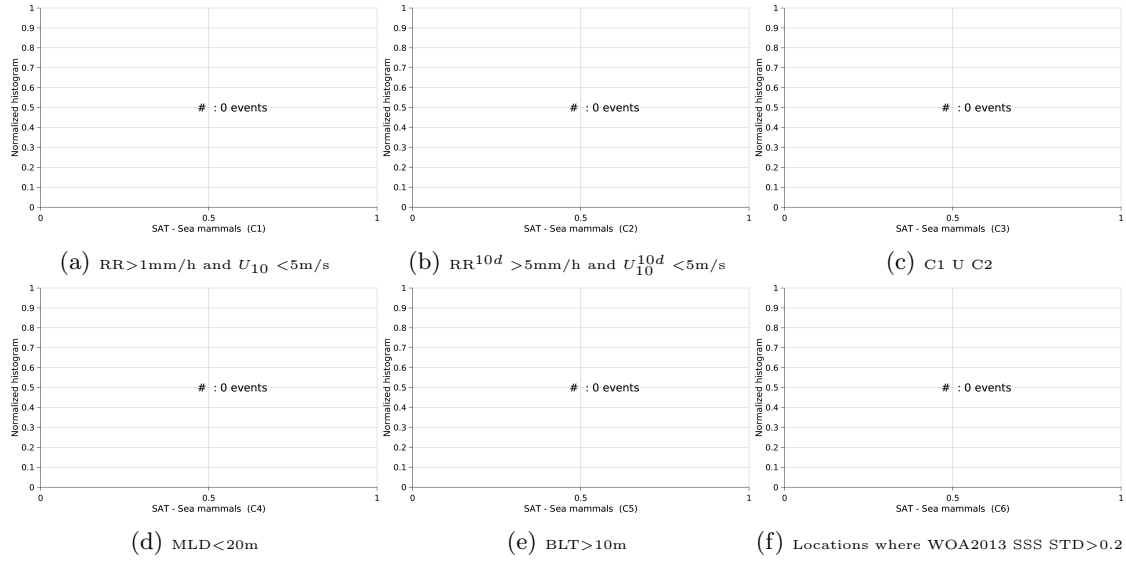 Normalized histogram
1
0.9
0.8
0.7
0.6
0.5
0.4
0.3
0.2
0.1
0
# : 0 events
0 0.5 1
SAT - Sea mammals (C1)
(a) RR>1mm/h and U10 <5m/s
Normalized histogram
1
0.9
0.8
0.7
0.6
0.5
0.4
0.3
0.2
0.1
0
# : 0 events
0 0.5 1
SAT - Sea mammals (C2)
(b) RR10d >5mm/h and U10d10 <5m/s
Normalized histogram
1
0.9
0.8
0.7
0.6
0.5
0.4
0.3
0.2
0.1
0
# : 0 events
0 0.5 1
SAT - Sea mammals (C3)
(c) C1 U C2
Normalized histogram
1
0.9
0.8
0.7
0.6
0.5
0.4
0.3
0.2
0.1
0
# : 0 events
0 0.5 1
SAT - Sea mammals (C4)
(d) MLD<20m
Normalized histogram
1
0.9
0.8
0.7
0.6
0.5
0.4
0.3
0.2
0.1
0
# : 0 events
0 0.5 1
SAT - Sea mammals (C5)
(e) BLT>10m
Normalized histogram
1
0.9
0.8
0.7
0.6
0.5
0.4
0.3
0.2
0.1
0
# : 0 events
0 0.5 1
SAT - Sea mammals (C6)
(f) Locations where WOA2013 SSS STD>0.2